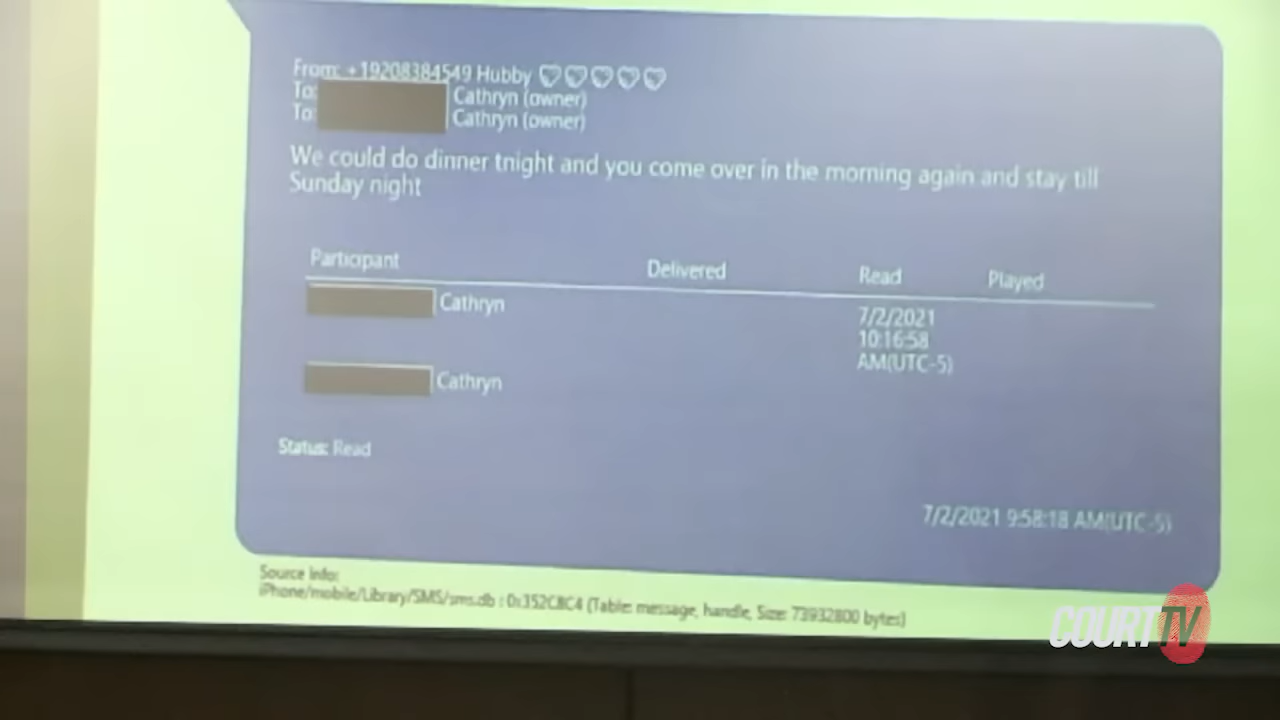 From: +19208384549 Hubby ♡♡♡♡♡
To: Cathryn (owner)
To: Cathryn (owner)
We could do dinner tnight and you come over in the morning again and stay till
Sunday night
Participant Delivered Read Played
Cathryn 7/2/2021
10:16:58
AM(UTC-5)
Cathryn
Status: Read
7/2/2021 9:58:18 AM(UTC-5)
Source Info:
iPhone/mobile/Library/SMS/sms.db : 0x352C8C4 (Table: message, handle, Size: 73932800 bytes)
COURT TV